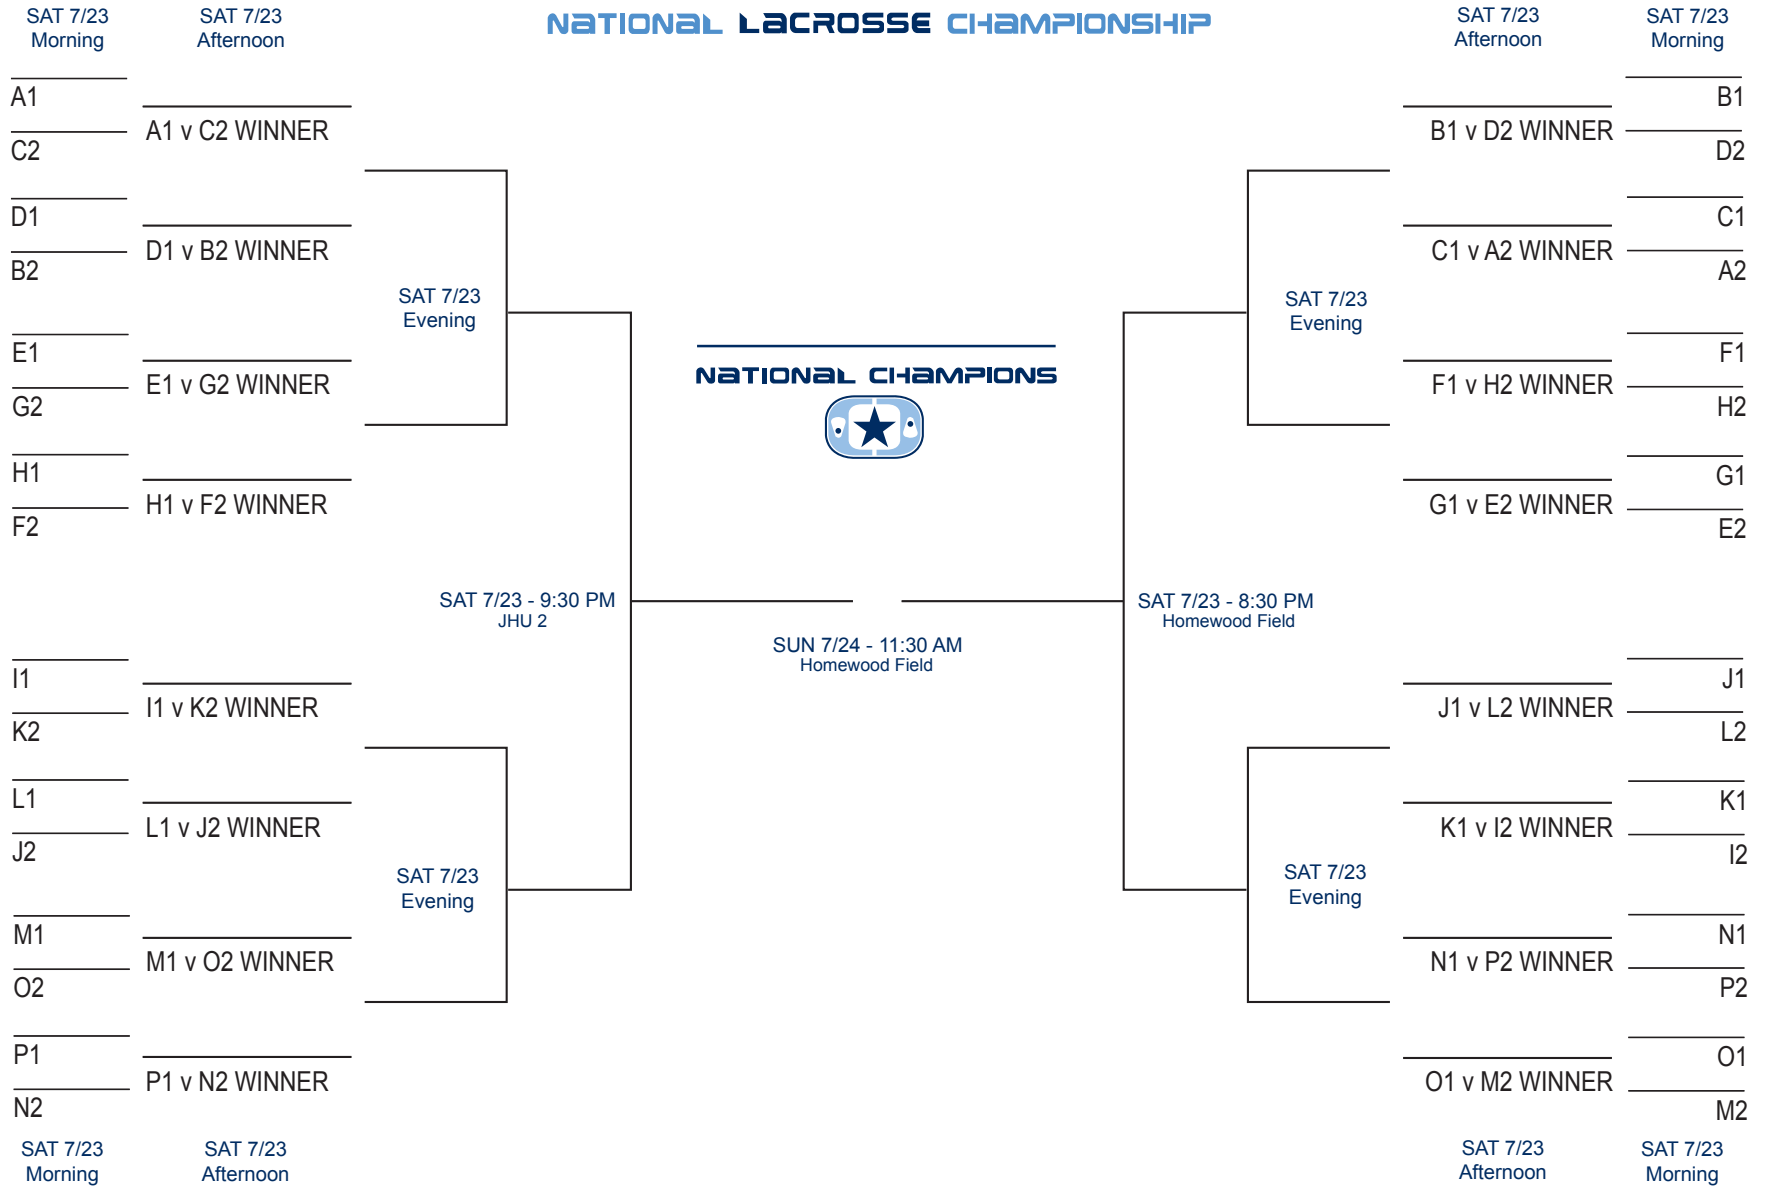 SAT 7/23
Morning
SAT 7/23
Afternoon
NATIONAL LACROSSE CHAMPIONSHIP
SAT 7/23
Afternoon
SAT 7/23
Morning
A1
C2
D1
B2
E1
G2
H1
F2
I1
K2
L1
J2
M1
O2
P1
N2
SAT 7/23
Morning
A1 v C2 WINNER
D1 v B2 WINNER
E1 v G2 WINNER
H1 v F2 WINNER
I1 v K2 WINNER
L1 v J2 WINNER
M1 v O2 WINNER
P1 v N2 WINNER
SAT 7/23
Afternoon
SAT 7/23
Evening
SAT 7/23
Evening
SAT 7/23 - 9:30 PM
JHU 2
NATIONAL CHAMPIONS
SUN 7/24 - 11:30 AM
Homewood Field
SAT 7/23 - 8:30 PM
Homewood Field
SAT 7/23
Evening
SAT 7/23
Evening
B1 v D2 WINNER
C1 v A2 WINNER
F1 v H2 WINNER
G1 v E2 WINNER
J1 v L2 WINNER
K1 v I2 WINNER
N1 v P2 WINNER
O1 v M2 WINNER
SAT 7/23
Afternoon
B1
D2
C1
A2
F1
H2
G1
E2
J1
L2
K1
I2
N1
P2
O1
M2
SAT 7/23
Morning